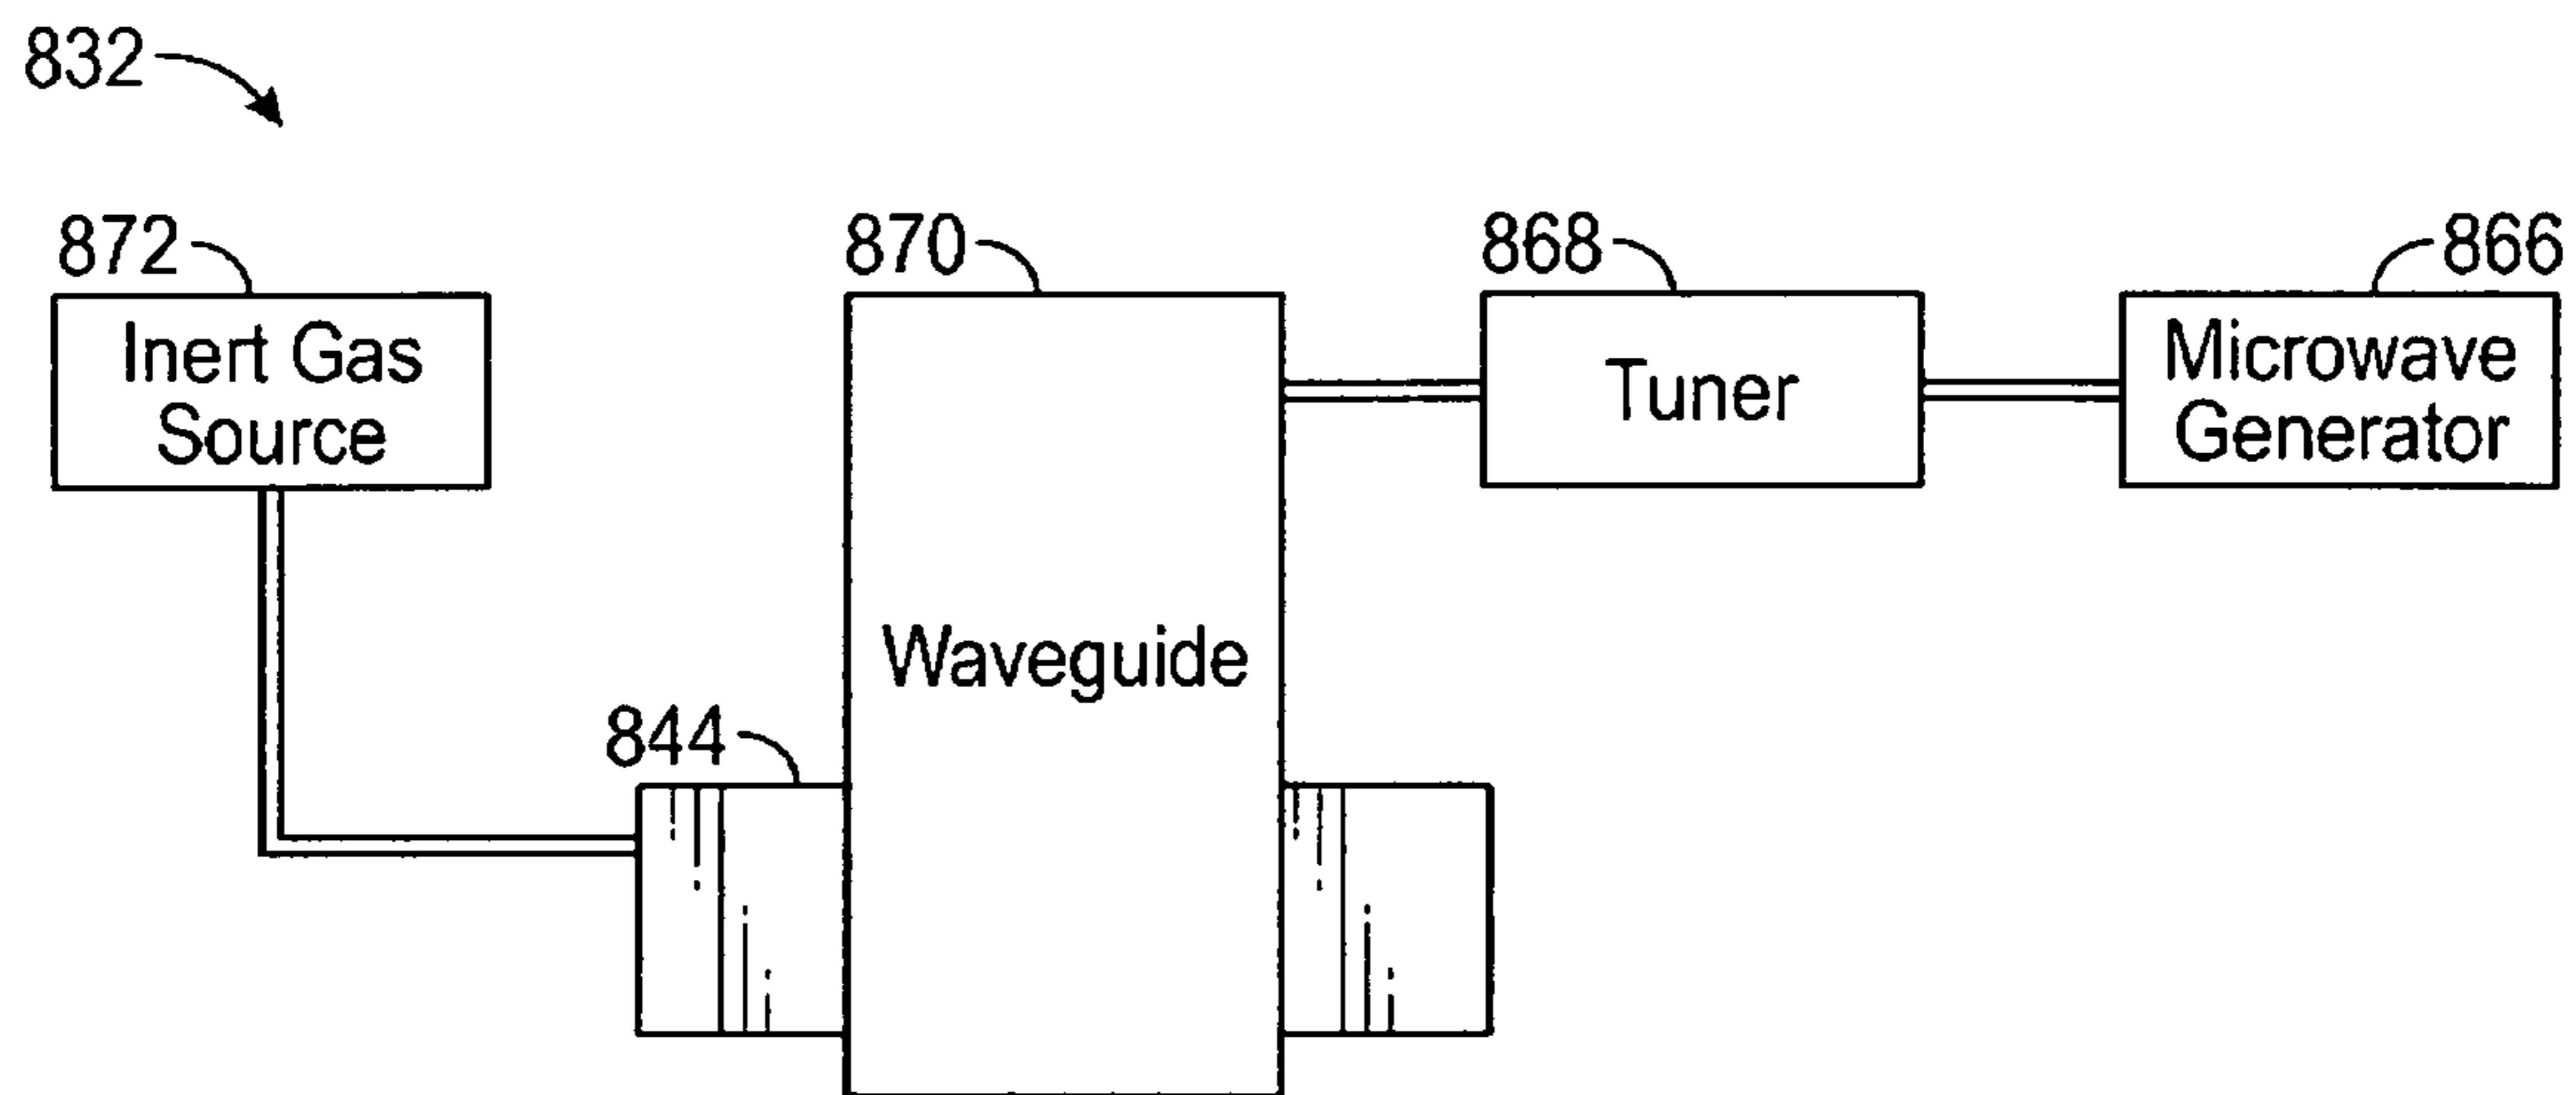 832
872
870
868
866
Inert Gas
Source
Tuner
Microwave
Generator
Waveguide
844